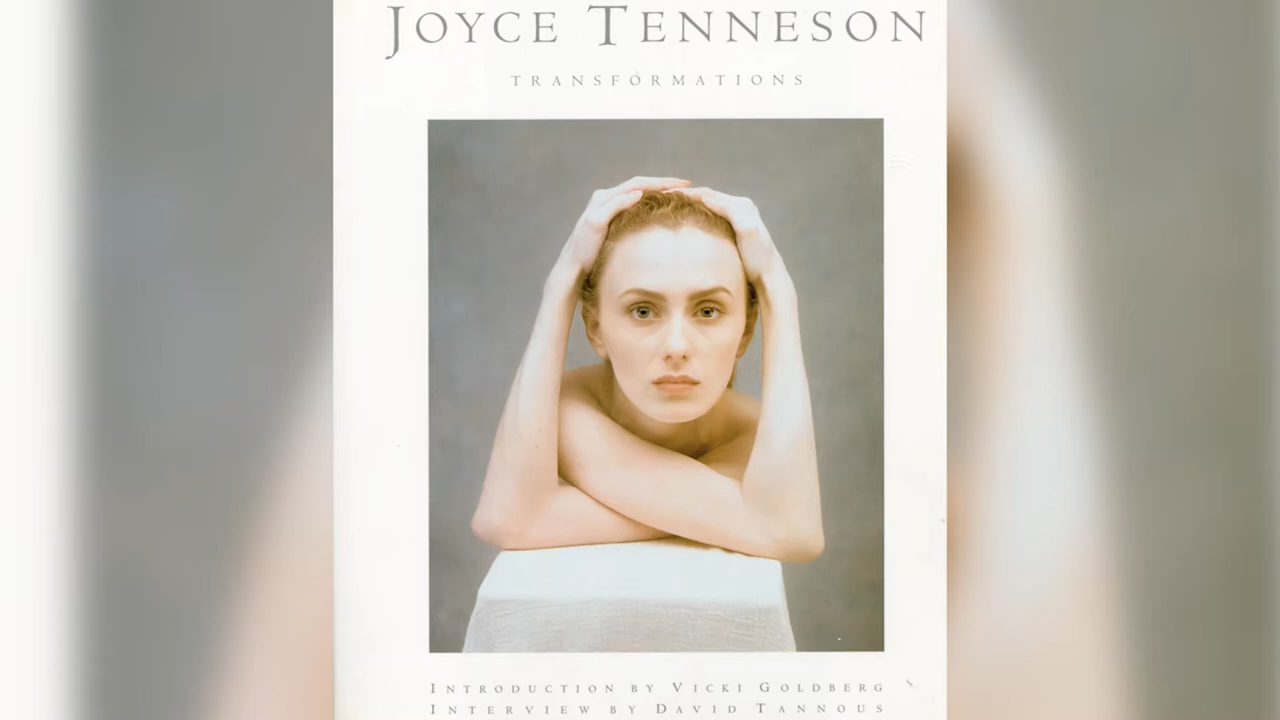 JOYCE TENNESON
TRANSFORMATIONS
INTRODUCTION BY VICKI GOLDBERG
INTERVIEW BY DAVID TANNOUS